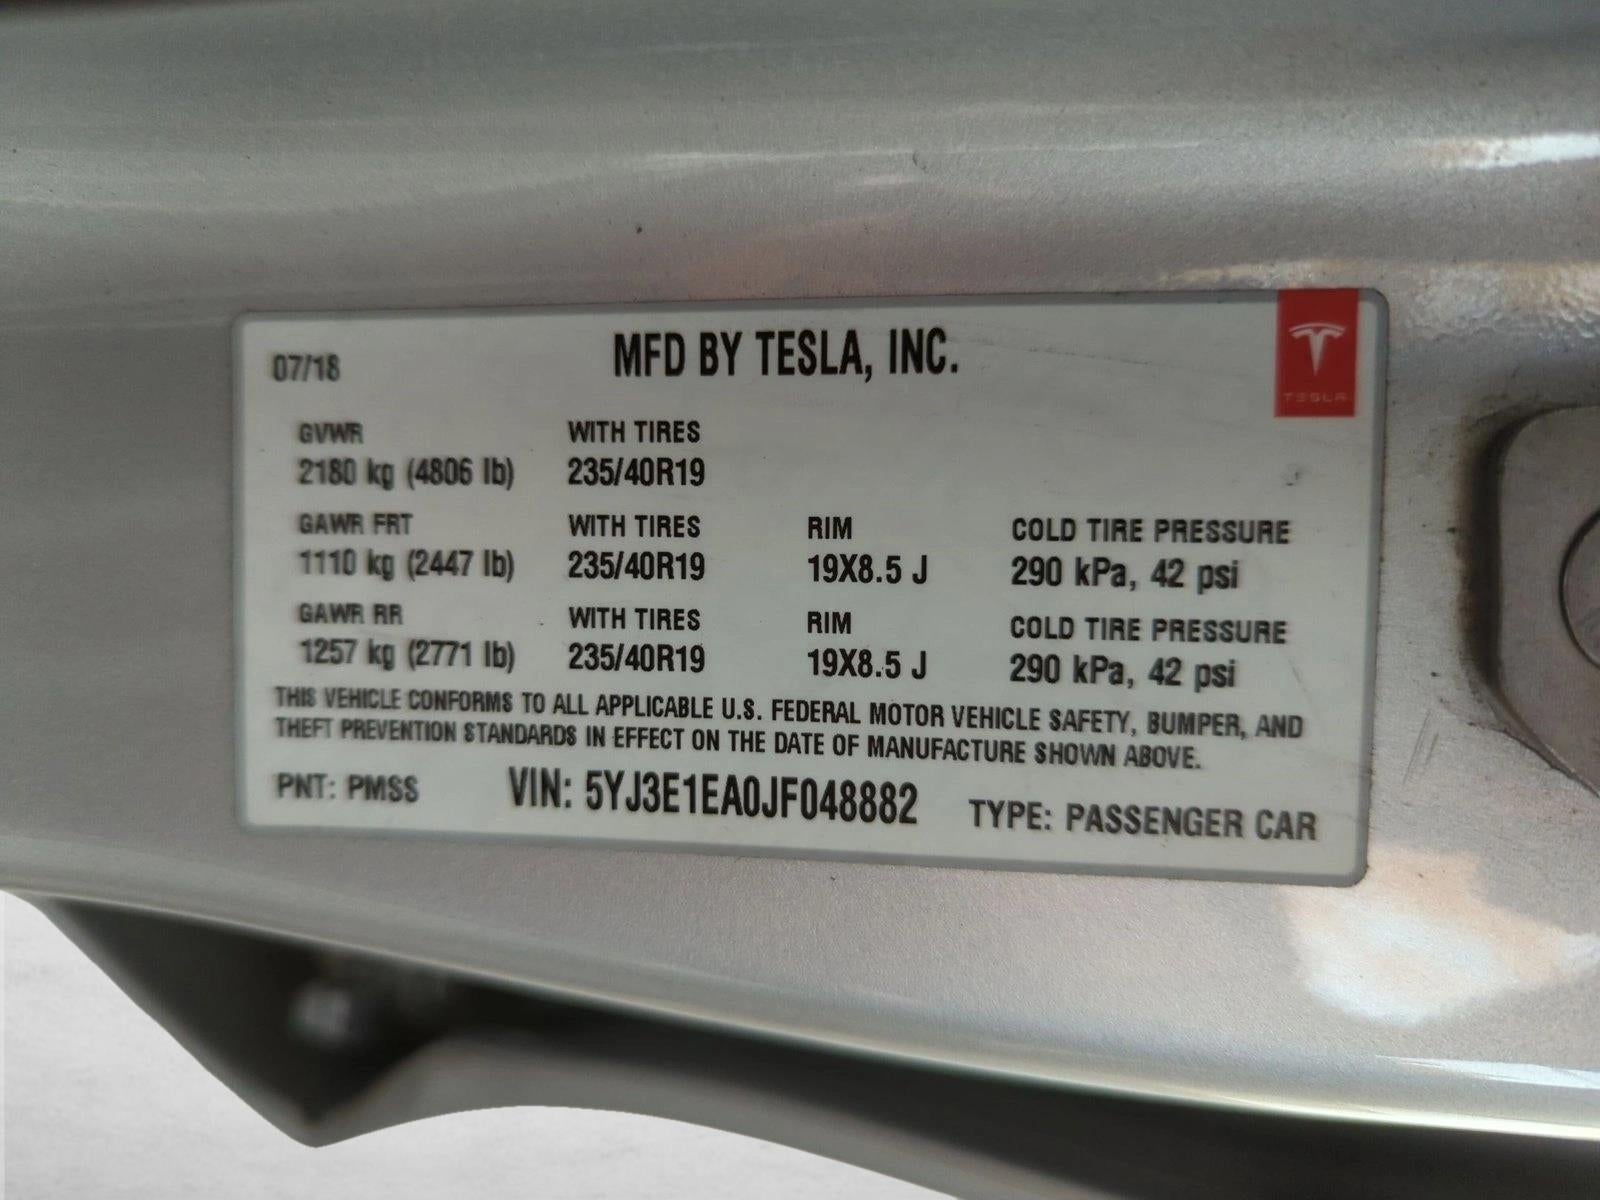 07/18
MFD BY TESLA, INC.
TESLA
GVWR WITH TIRES
2180 kg (4806 lb) 235/40R19
GAWR FRT WITH TIRES RIM COLD TIRE PRESSURE
1110 kg (2447 lb) 235/40R19 19X8.5 J 290 kPa, 42 psi
GAWR RR WITH TIRES RIM COLD TIRE PRESSURE
1257 kg (2771 lb) 235/40R19 19X8.5 J 290 kPa, 42 psi
THIS VEHICLE CONFORMS TO ALL APPLICABLE U.S. FEDERAL MOTOR VEHICLE SAFETY, BUMPER, AND
THEFT PREVENTION STANDARDS IN EFFECT ON THE DATE OF MANUFACTURE SHOWN ABOVE.
PNT: PMSS VIN: 5YJ3E1EA0JF048882 TYPE: PASSENGER CAR